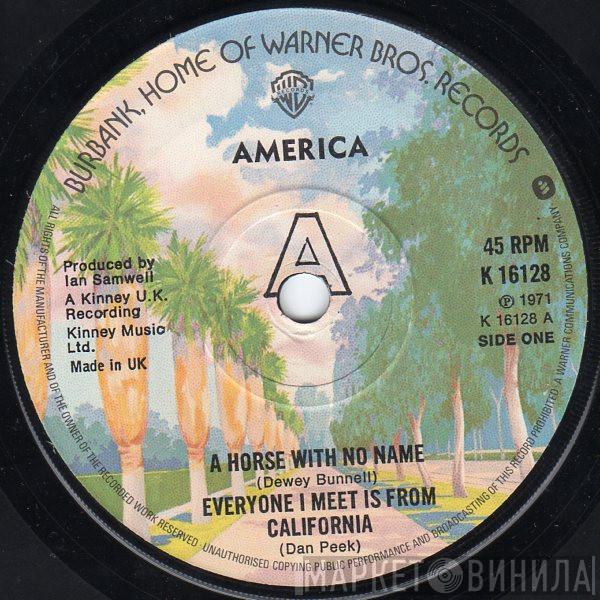 BURBANK, HOME OF WARNER BROS. RECORDS
AMERICA
A
Produced by
Ian Samwell
A Kinney U.K.
Recording
Kinney Music
Ltd.
Made in UK
45 RPM
K 16128
℗ 1971
K 16128 A
SIDE ONE
A HORSE WITH NO NAME
(Dewey Bunnell)
EVERYONE I MEET IS FROM
CALIFORNIA
(Dan Peek)
ALL RIGHTS OF THE MANUFACTURER AND OF THE OWNER OF THE RECORDED WORK RESERVED · UNAUTHORISED COPYING PUBLIC PERFORMANCE AND BROADCASTING OF THIS RECORD PROHIBITED · A WARNER COMMUNICATIONS COMPANY
МАРКЕТ ВИНИЛА